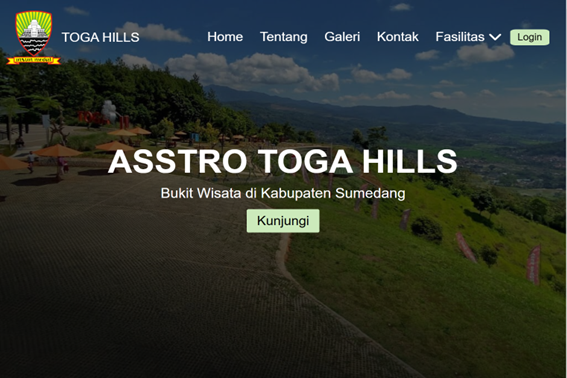 TOGA HILLS
Home Tentang Galeri Kontak Fasilitas Login
ASSTRO TOGA HILLS
Bukit Wisata di Kabupaten Sumedang
Kunjungi